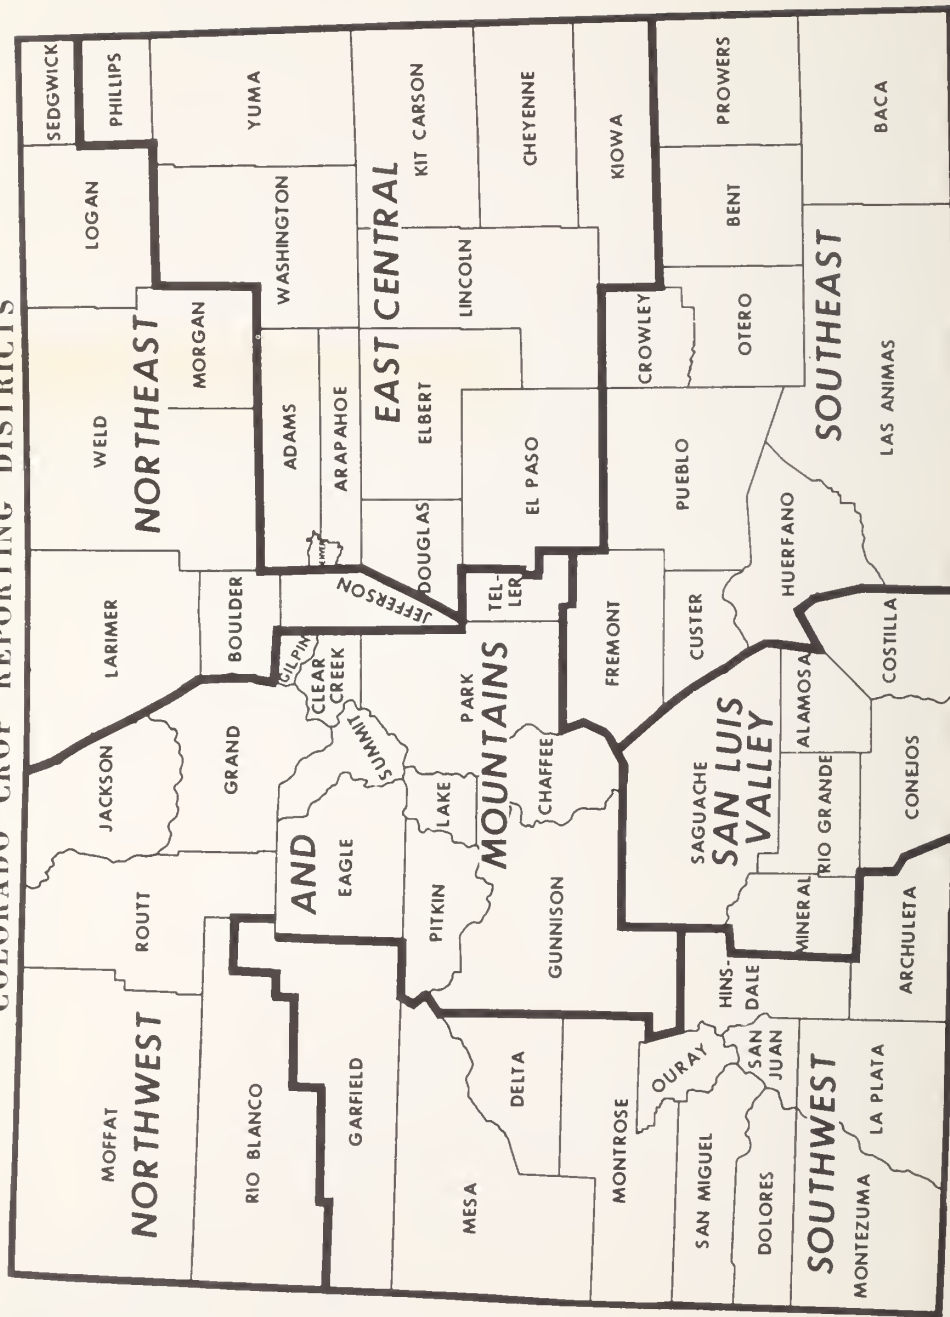 COLORADO CROP REPORTING DISTRICTS
MOFFAT
NORTHWEST
RIO BLANCO
ROUTT
JACKSON
GRAND
AND
EAGLE
SUMMIT
PITKIN
LAKE
PARK
MOUNTAINS
CHAFFEE
GUNNISON
GILPIN
CLEAR
CREEK
TEL-
LER
LARIMER
BOULDER
JEFFERSON
WELD
NORTHEAST
MORGAN
LOGAN
SEDGWICK
PHILLIPS
YUMA
WASHINGTON
ADAMS
ARAPAHOE
DENVER
EAST CENTRAL
ELBERT
DOUGLAS
EL PASO
LINCOLN
KIT CARSON
CHEYENNE
KIOWA
GARFIELD
MESA
DELTA
MONTROSE
OURAY
SAN MIGUEL
DOLORES
SAN
JUAN
HINS-
DALE
SOUTHWEST
MONTEZUMA
LA PLATA
ARCHULETA
SAGUACHE
SAN LUIS
VALLEY
MINERAL
RIO GRANDE
ALAMOSA
CONEJOS
COSTILLA
FREMONT
CUSTER
HUERFANO
PUEBLO
CROWLEY
OTERO
BENT
PROWERS
SOUTHEAST
LAS ANIMAS
BACA